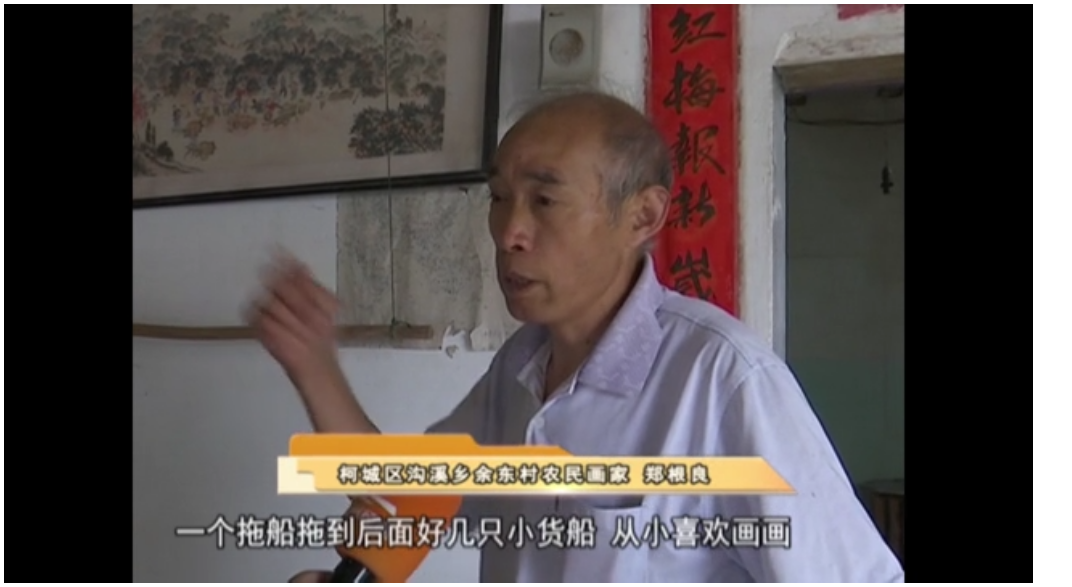 红梅报新岁
柯城区沟溪乡余东村农民画家 郑根良
一个拖船拖到后面好几只小货船 从小喜欢画画